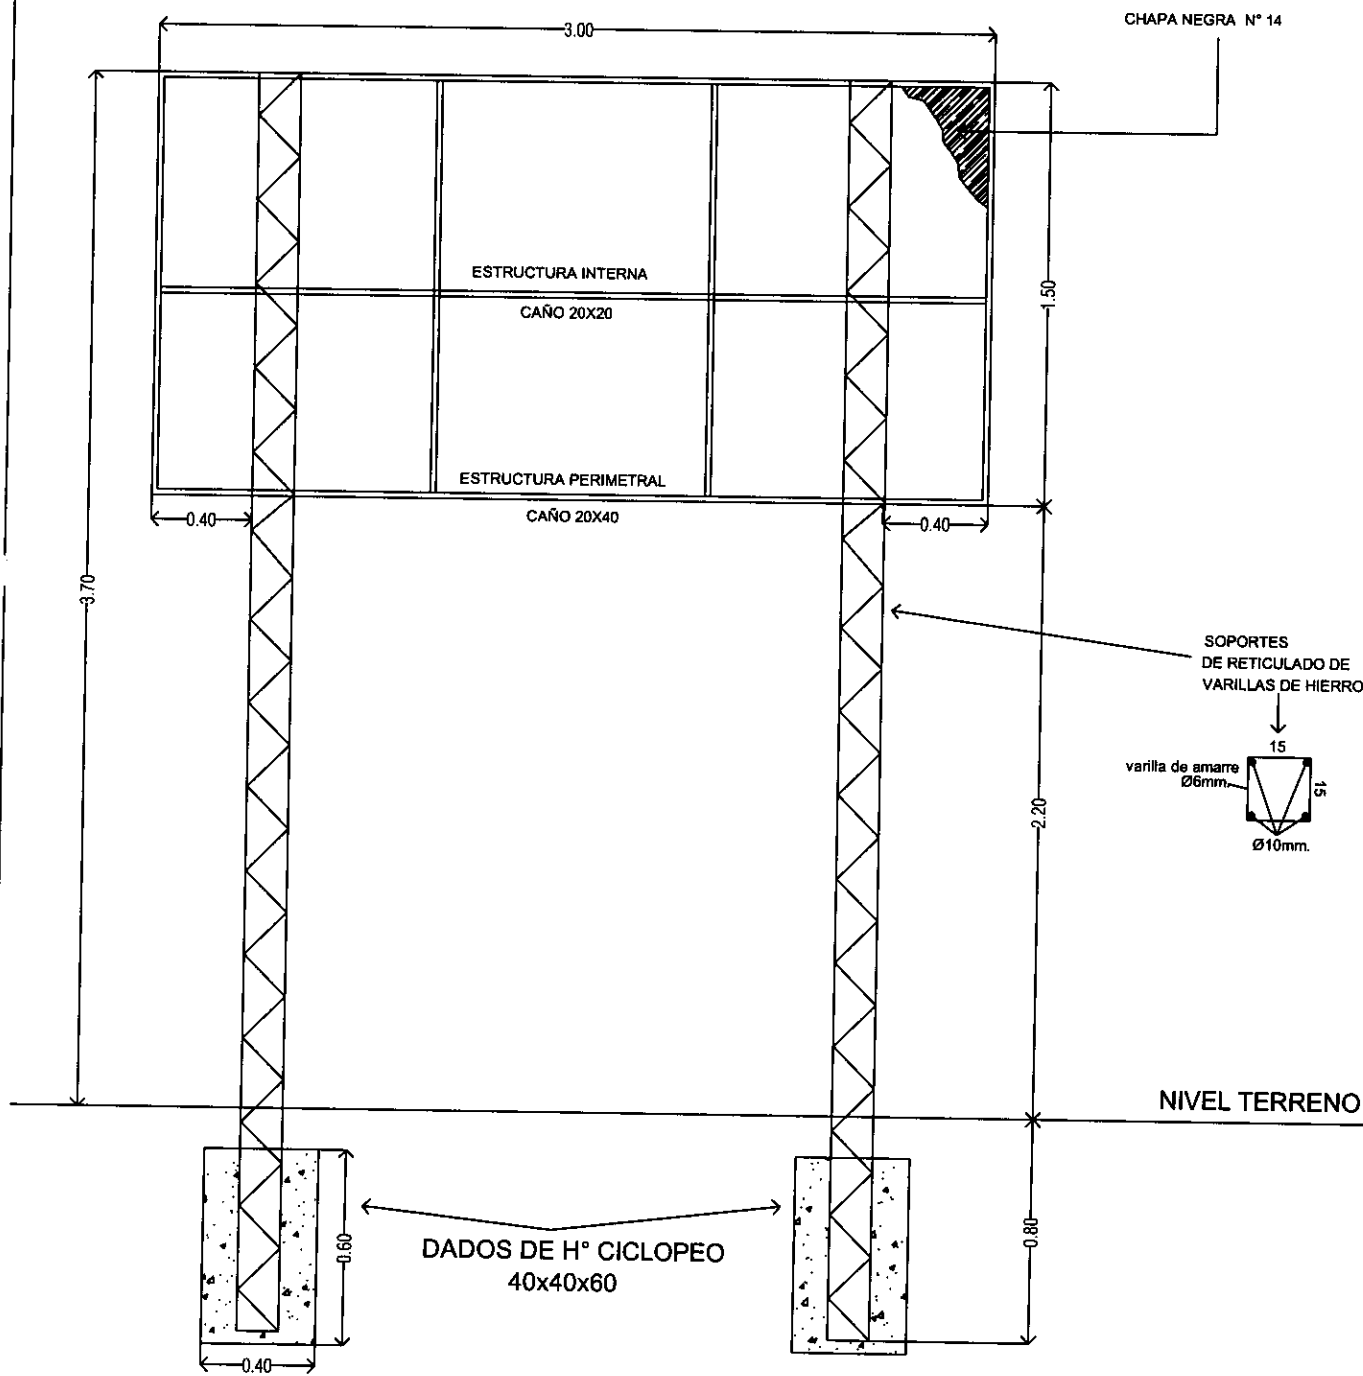 CHAPA NEGRA N° 14
3.00
ESTRUCTURA INTERNA
CAÑO 20X20
1.50
ESTRUCTURA PERIMETRAL
CAÑO 20X40
0.40
0.40
3.70
SOPORTES
DE RETICULADO DE
VARILLAS DE HIERRO
15
varilla de amarre
Ø6mm.
15
Ø10mm.
2.20
NIVEL TERRENO
0.60
DADOS DE H° CICLOPEO
40x40x60
0.80
0.40